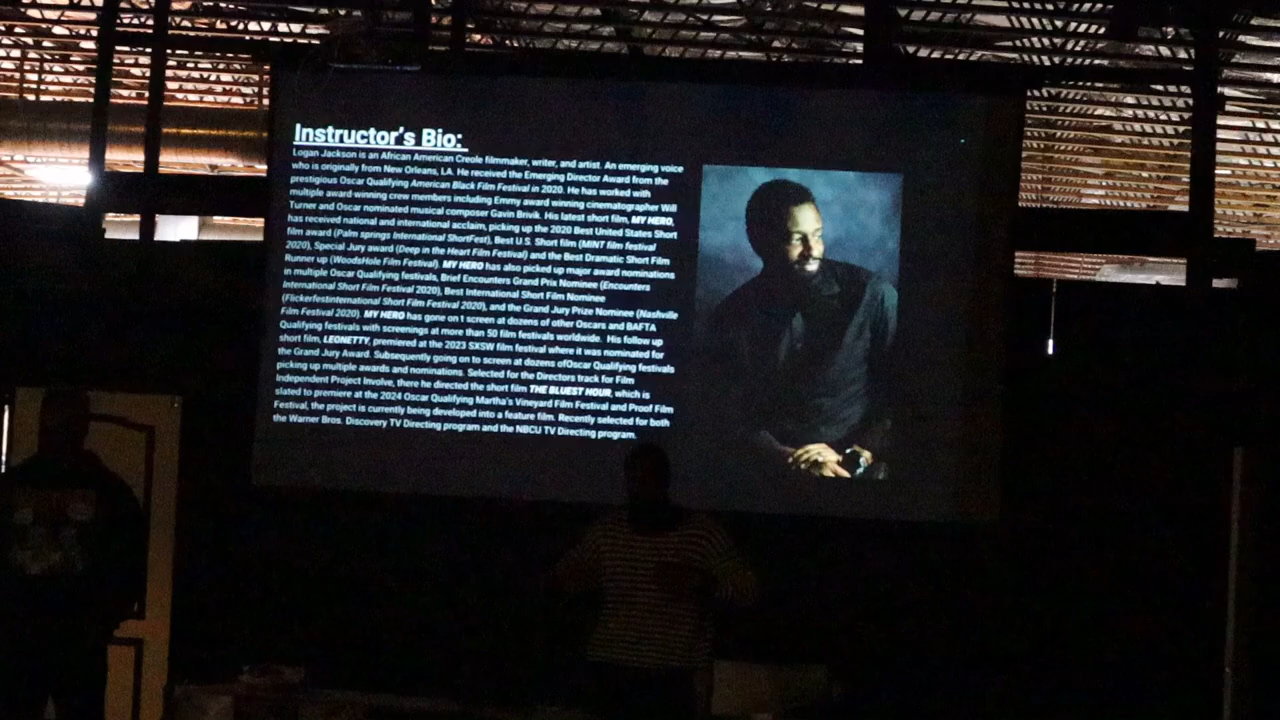 Instructor's Bio:
Logan Jackson is an African American Creole filmmaker, writer, and artist. An emerging voice
who is originally from New Orleans, LA. He received the Emerging Director Award from the
prestigious Oscar Qualifying American Black Film Festival in 2020. He has worked with
multiple award winning crew members including Emmy award winning cinematographer Will
Turner and Oscar nominated musical composer Gavin Brivik. His latest short film, MY HERO,
has received national and international acclaim, picking up the 2020 Best United States Short
film award (Palm springs International ShortFest), Best U.S. Short film (MINT film festival
2020), Special Jury award (Deep in the Heart Film Festival) and the Best Dramatic Short Film
Runner up (WoodsHole Film Festival). MY HERO has also picked up major award nominations
in multiple Oscar Qualifying festivals, Brief Encounters Grand Prix Nominee (Encounters
International Short Film Festival 2020), Best International Short Film Nominee
(Flickerfestinternational Short Film Festival 2020), and the Grand Jury Prize Nominee (Nashville
Film Festival 2020). MY HERO has gone on t screen at dozens of other Oscars and BAFTA
Qualifying festivals with screenings at more than 50 film festivals worldwide. His follow up
short film, LEONETTY, premiered at the 2023 SXSW film festival where it was nominated for
the Grand Jury Award. Subsequently going on to screen at dozens ofOscar Qualifying festivals
picking up multiple awards and nominations. Selected for the Directors track for Film
Independent Project Involve, there he directed the short film THE BLUEST HOUR, which is
slated to premiere at the 2024 Oscar Qualifying Martha's Vineyard Film Festival and Proof Film
Festival, the project is currently being developed into a feature film. Recently selected for both
the Warner Bros. Discovery TV Directing program and the NBCU TV Directing program.